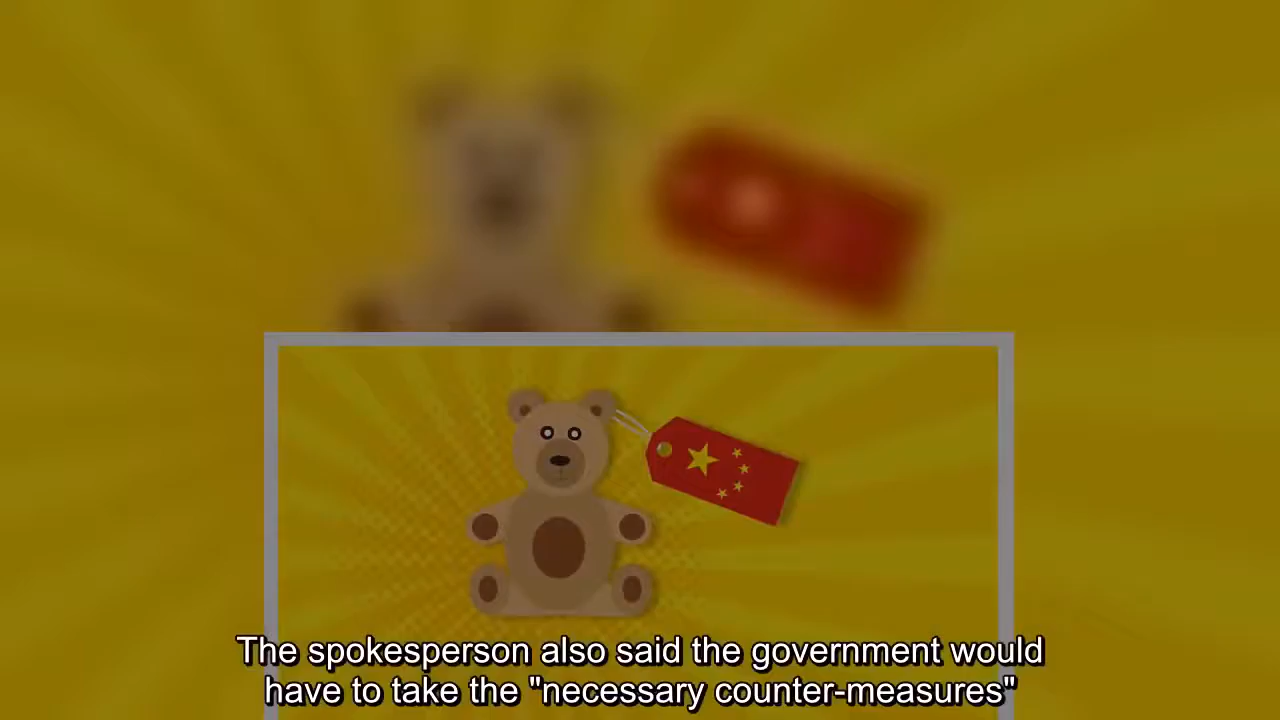 The spokesperson also said the government would
have to take the "necessary counter-measures"